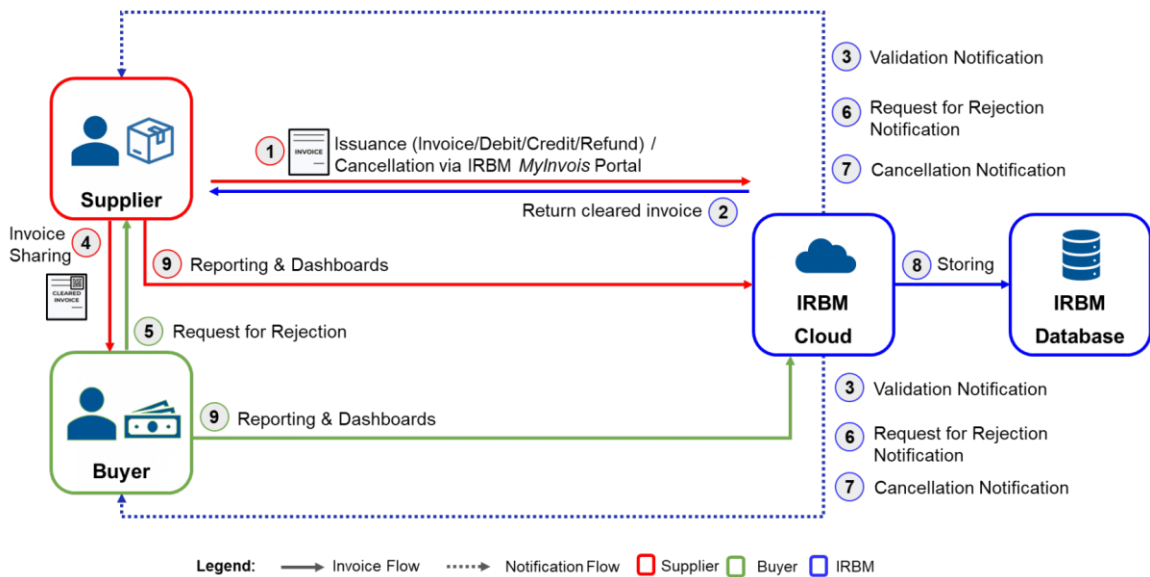 3 Validation Notification
6 Request for Rejection
Notification
7 Cancellation Notification
1 INVOICE Issuance (Invoice/Debit/Credit/Refund) /
Cancellation via IRBM MyInvois Portal
Return cleared invoice 2
Supplier
Invoice
Sharing 4
CLEARED
INVOICE
9 Reporting & Dashboards
IRBM
Cloud
8 Storing
IRBM
Database
5 Request for Rejection
Buyer
9 Reporting & Dashboards
3 Validation Notification
6 Request for Rejection
Notification
7 Cancellation Notification
Legend: Invoice Flow Notification Flow Supplier Buyer IRBM